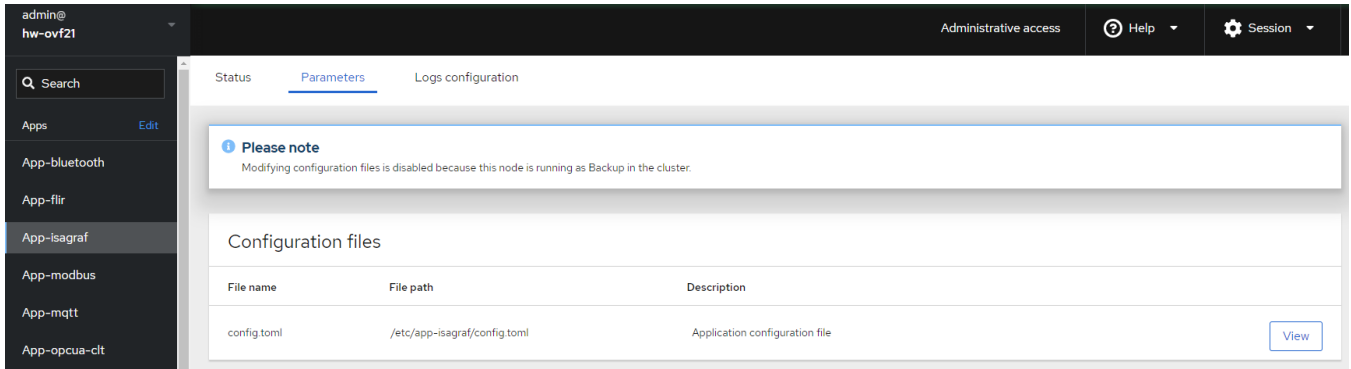 admin@
hw-ovf21
Administrative access
Help
Session
Search
Apps
Edit
App-bluetooth
App-flir
App-isagraf
App-modbus
App-mqtt
App-opcua-clt
Status
Parameters
Logs configuration
Please note
Modifying configuration files is disabled because this node is running as Backup in the cluster.
Configuration files
File name
File path
Description
config.toml
/etc/app-isagraf/config.toml
Application configuration file
View